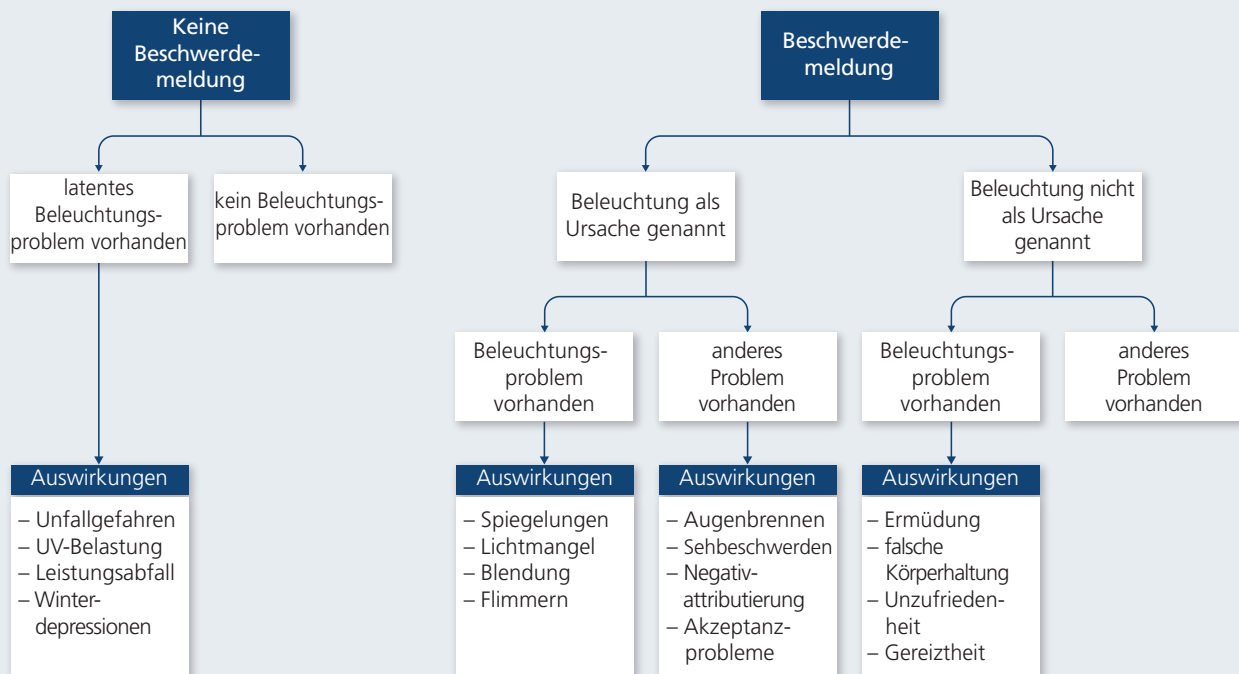 Keine
Beschwerde-
meldung
Beschwerde-
meldung
latentes
Beleuchtungs-
problem vorhanden
kein Beleuchtungs-
problem vorhanden
Beleuchtung als
Ursache genannt
Beleuchtung nicht
als Ursache
genannt
Beleuchtungs-
problem
vorhanden
anderes
Problem
vorhanden
Beleuchtungs-
problem
vorhanden
anderes
Problem
vorhanden
Auswirkungen
– Unfallgefahren
– UV-Belastung
– Leistungsabfall
– Winter-
depressionen
Auswirkungen
– Spiegelungen
– Lichtmangel
– Blendung
– Flimmern
Auswirkungen
– Augenbrennen
– Sehbeschwerden
– Negativ-
attributierung
– Akzeptanz-
probleme
Auswirkungen
– Ermüdung
– falsche
Körperhaltung
– Unzufrieden-
heit
– Gereiztheit